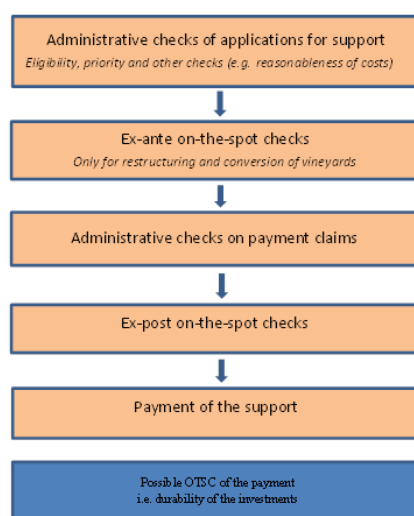 Administrative checks of applications for support
Eligibility, priority and other checks (e.g. reasonableness of costs)
Ex-ante on-the-spot checks
Only for restructuring and conversion of vineyards
Administrative checks on payment claims
Ex-post on-the-spot checks
Payment of the support
Possible OTSC of the payment
i.e. durability of the investments